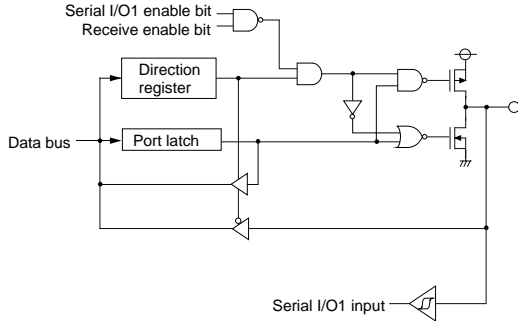 Serial I/O1 enable bit
Receive enable bit
Direction
register
Data bus
Port latch
Serial I/O1 input